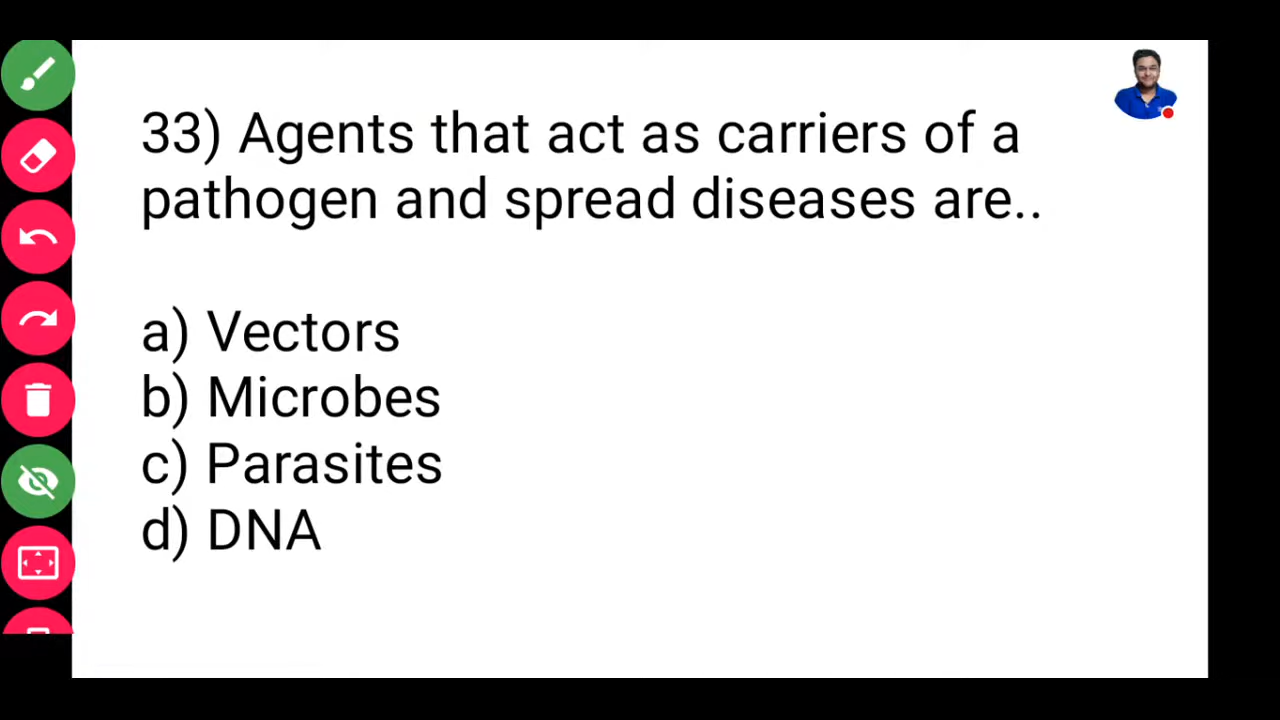 33) Agents that act as carriers of a
pathogen and spread diseases are..
a) Vectors
b) Microbes
c) Parasites
d) DNA